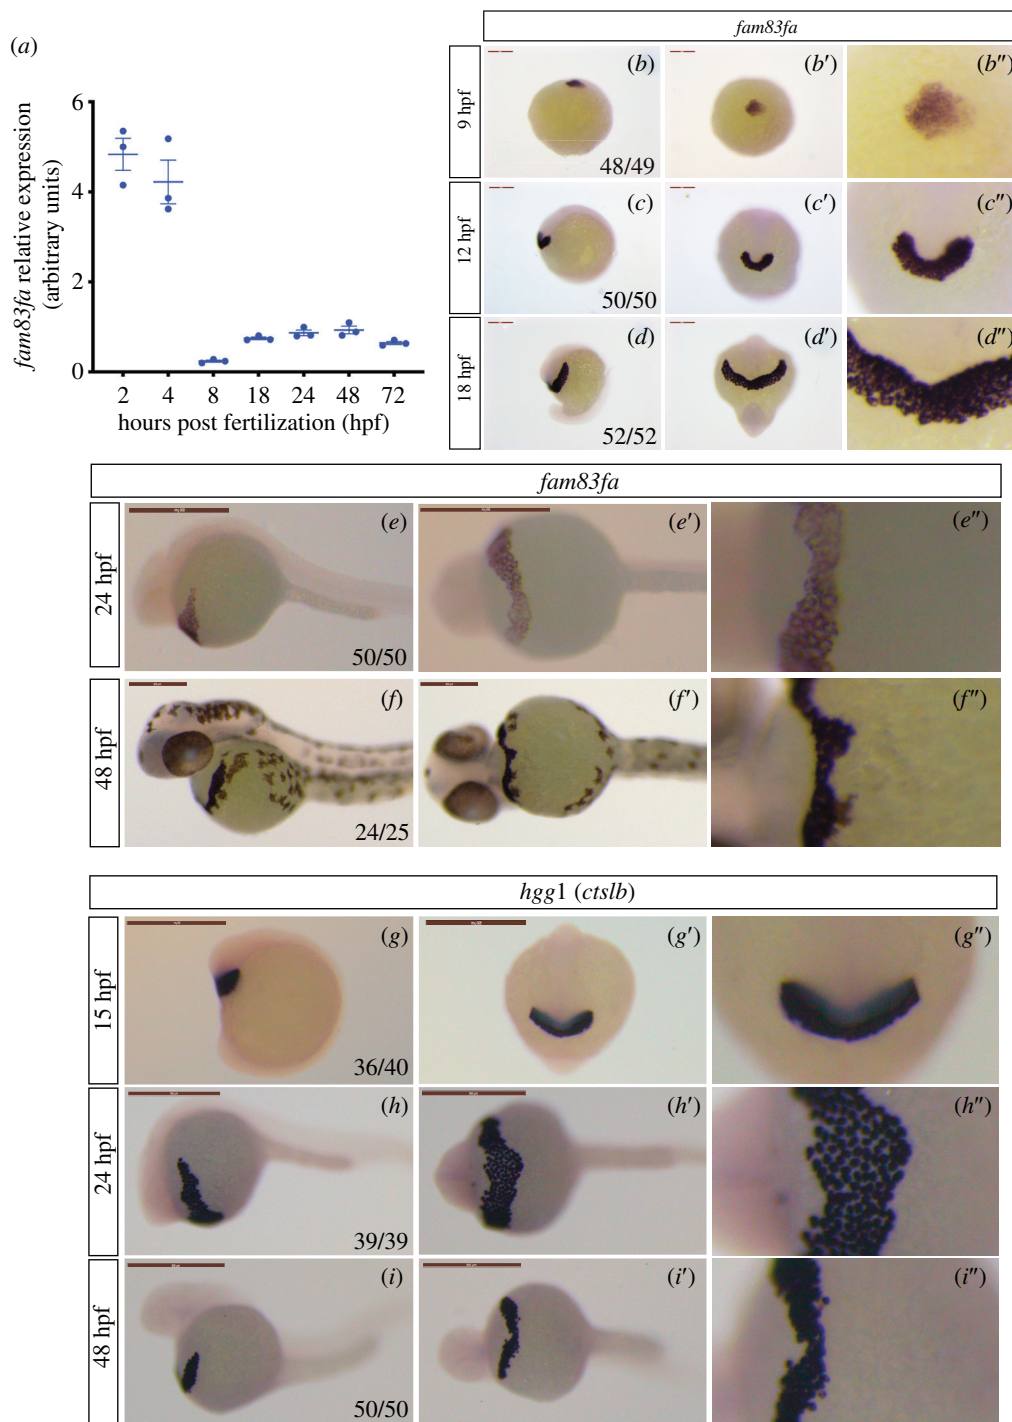 (a)
fam83fa relative expression
(arbitrary units)
6
4
2
0
2 4 8 18 24 48 72
hours post fertilization (hpf)
fam83fa
9 hpf
(b)
48/49
(b′)
(b″)
12 hpf
(c)
50/50
(c′)
(c″)
18 hpf
(d)
52/52
(d′)
(d″)
fam83fa
24 hpf
(e)
50/50
(e′)
(e″)
48 hpf
(f)
24/25
(f′)
(f″)
hgg1 (ctslb)
15 hpf
(g)
36/40
(g′)
(g″)
24 hpf
(h)
39/39
(h′)
(h″)
48 hpf
(i)
50/50
(i′)
(i″)